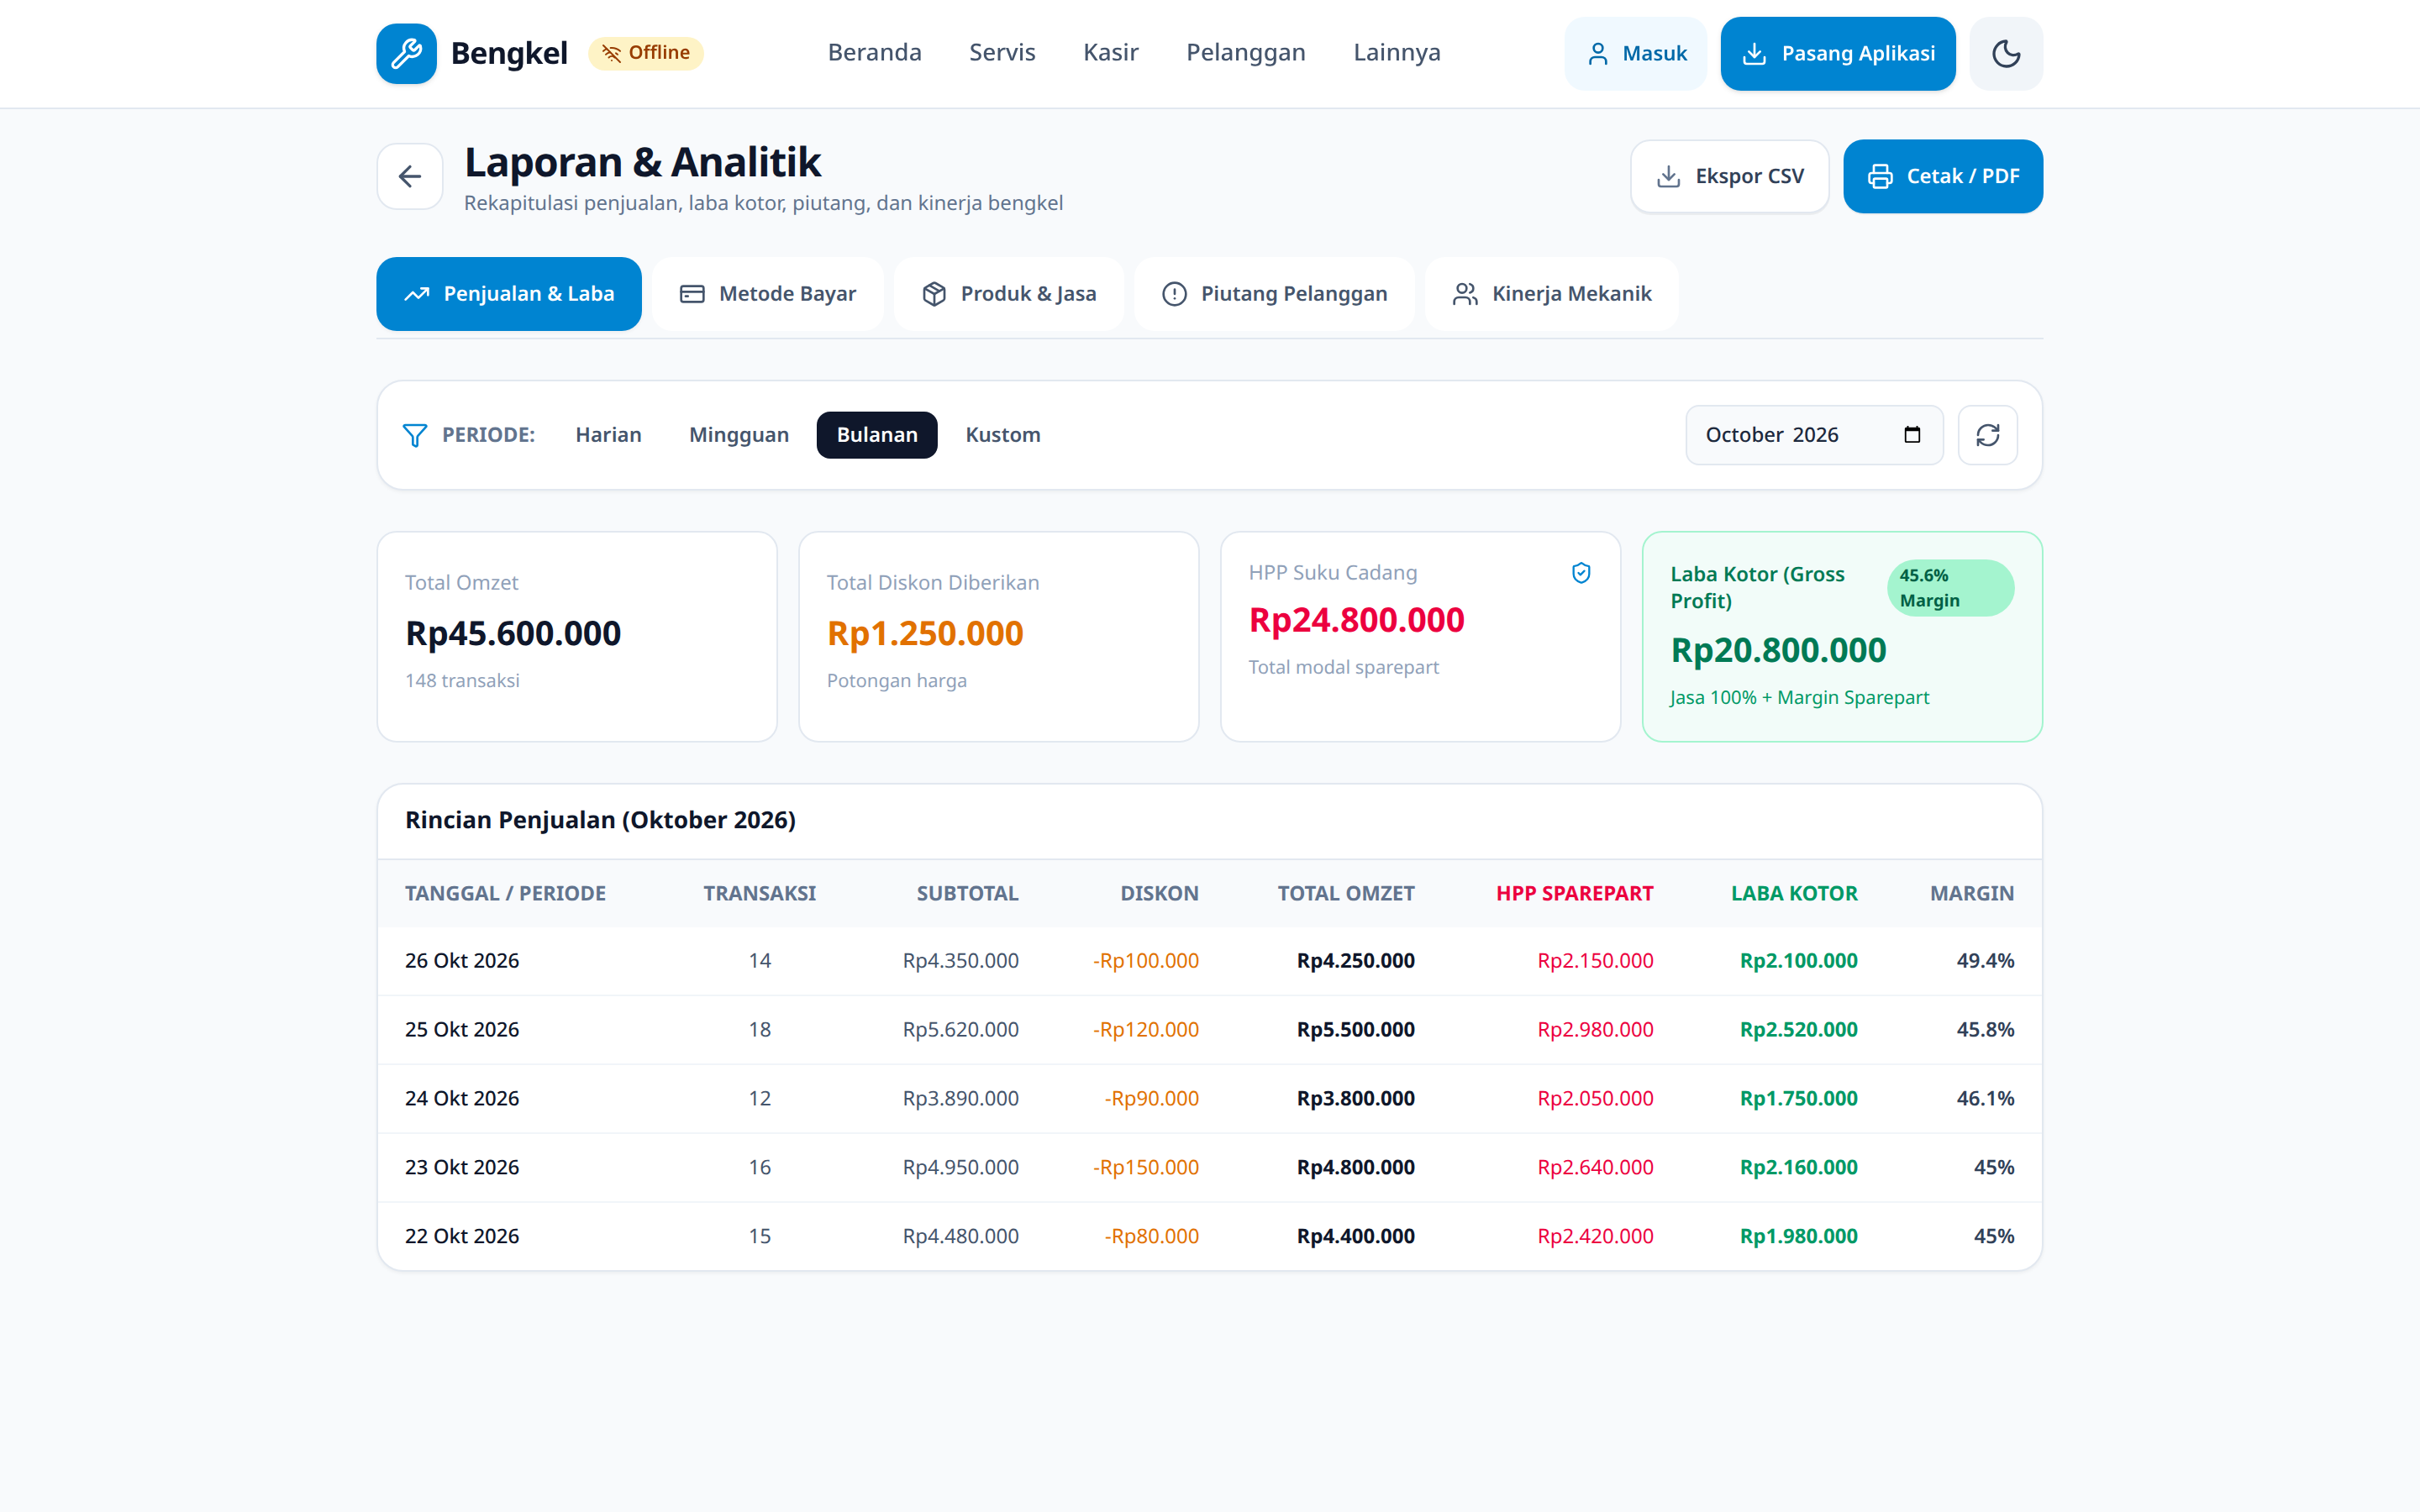 Bengkel
Offline
Beranda
Servis
Kasir
Pelanggan
Lainnya
Masuk
Pasang Aplikasi
Laporan & Analitik
Rekapitulasi penjualan, laba kotor, piutang, dan kinerja bengkel
Ekspor CSV
Cetak / PDF
Penjualan & Laba
Metode Bayar
Produk & Jasa
Piutang Pelanggan
Kinerja Mekanik
PERIODE:
Harian
Mingguan
Bulanan
Kustom
October 2026
Total Omzet
Rp45.600.000
148 transaksi
Total Diskon Diberikan
Rp1.250.000
Potongan harga
HPP Suku Cadang
Rp24.800.000
Total modal sparepart
Laba Kotor (Gross
Profit)
45.6%
Margin
Rp20.800.000
Jasa 100% + Margin Sparepart
Rincian Penjualan (Oktober 2026)
TANGGAL / PERIODE TRANSAKSI SUBTOTAL DISKON TOTAL OMZET HPP SPAREPART LABA KOTOR MARGIN
26 Okt 2026 14 Rp4.350.000 -Rp100.000 Rp4.250.000 Rp2.150.000 Rp2.100.000 49.4%
25 Okt 2026 18 Rp5.620.000 -Rp120.000 Rp5.500.000 Rp2.980.000 Rp2.520.000 45.8%
24 Okt 2026 12 Rp3.890.000 -Rp90.000 Rp3.800.000 Rp2.050.000 Rp1.750.000 46.1%
23 Okt 2026 16 Rp4.950.000 -Rp150.000 Rp4.800.000 Rp2.640.000 Rp2.160.000 45%
22 Okt 2026 15 Rp4.480.000 -Rp80.000 Rp4.400.000 Rp2.420.000 Rp1.980.000 45%